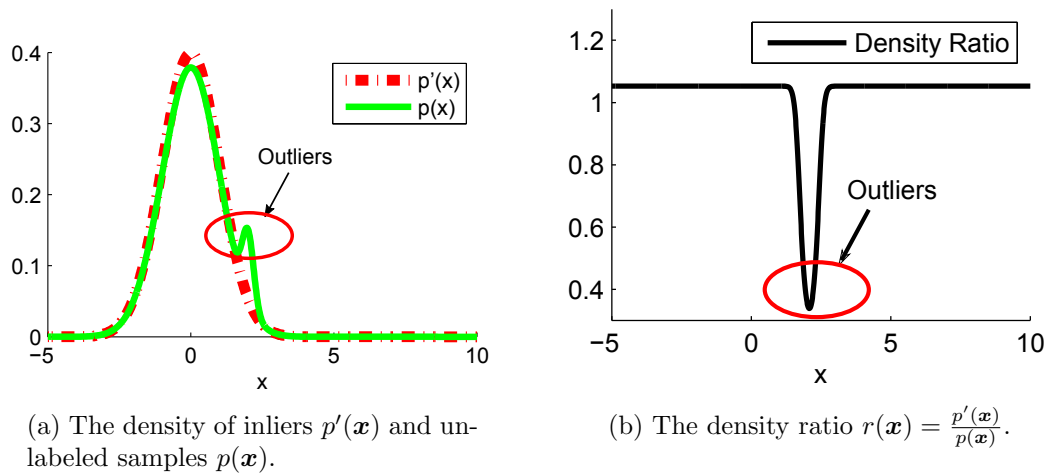 0.4
0.3
0.2
0.1
0
−5
0
5
10
x
p'(x)
p(x)
Outliers
(a) The density of inliers p′(x) and un-
labeled samples p(x).
1.2
1
0.8
0.6
0.4
−5
0
5
10
x
Density Ratio
Outliers
(b) The density ratio r(x) = p′(x)/p(x).